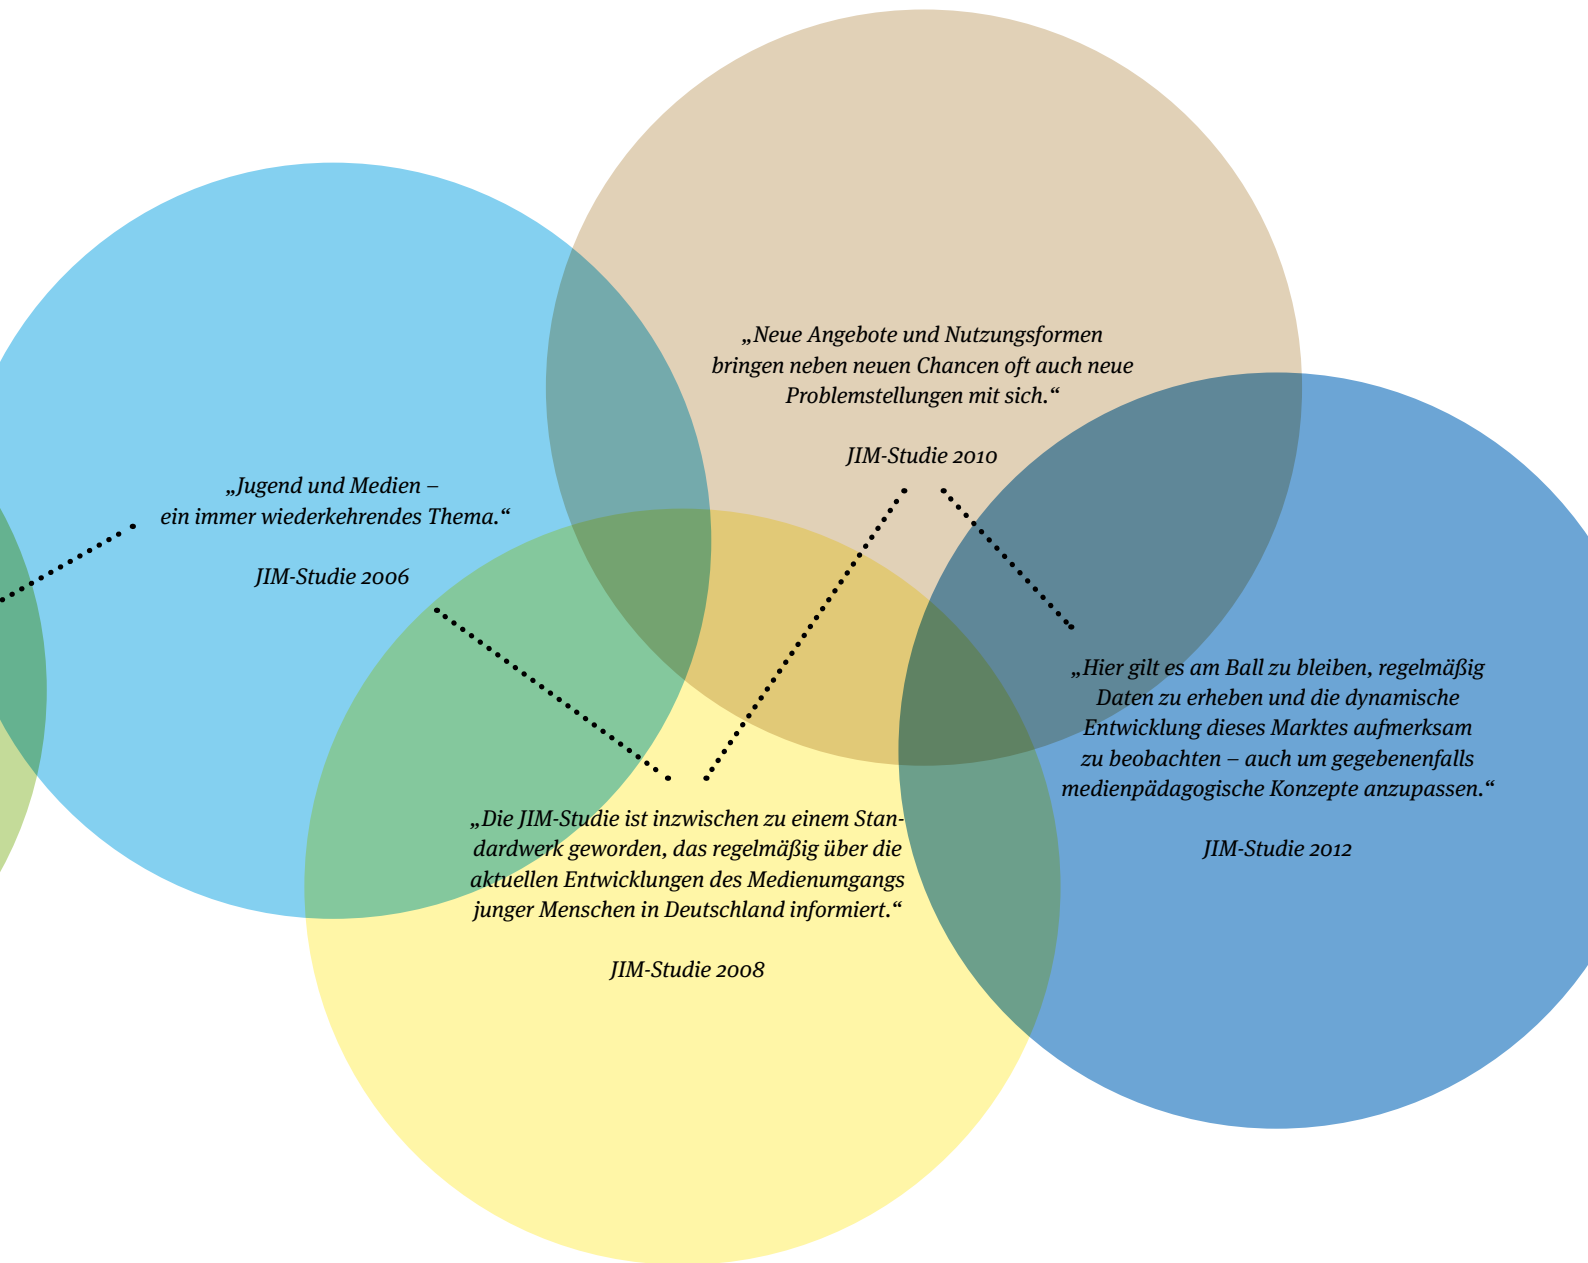 „Jugend und Medien –
ein immer wiederkehrendes Thema.“
JIM-Studie 2006
„Die JIM-Studie ist inzwischen zu einem Stan-
dardwerk geworden, das regelmäßig über die
aktuellen Entwicklungen des Medienumgangs
junger Menschen in Deutschland informiert.“
JIM-Studie 2008
„Neue Angebote und Nutzungsformen
bringen neben neuen Chancen oft auch neue
Problemstellungen mit sich.“
JIM-Studie 2010
„Hier gilt es am Ball zu bleiben, regelmäßig
Daten zu erheben und die dynamische
Entwicklung dieses Marktes aufmerksam
zu beobachten – auch um gegebenenfalls
medienpädagogische Konzepte anzupassen.“
JIM-Studie 2012